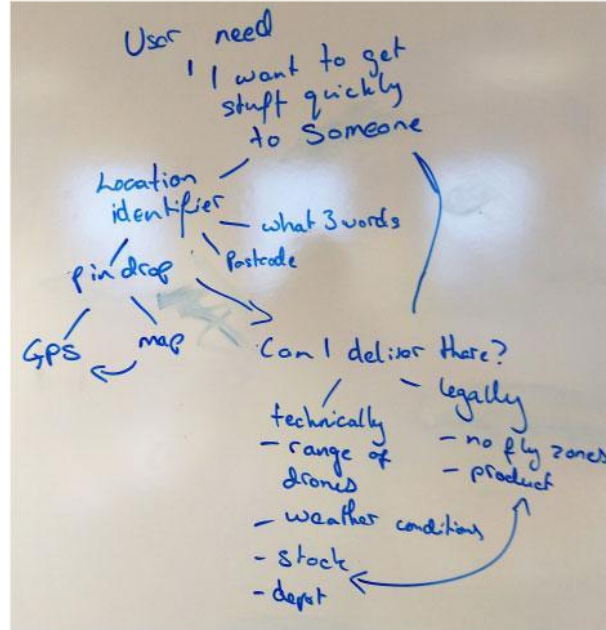 User need
" I want to get
stuff quickly
to Someone
Location
identifier
what 3 words
Postcode
pin drop
GPS
map
Can I deliver there?
technically
- range of
drones
- weather conditions
- stock
- depot
- legally
- no fly zones
- product